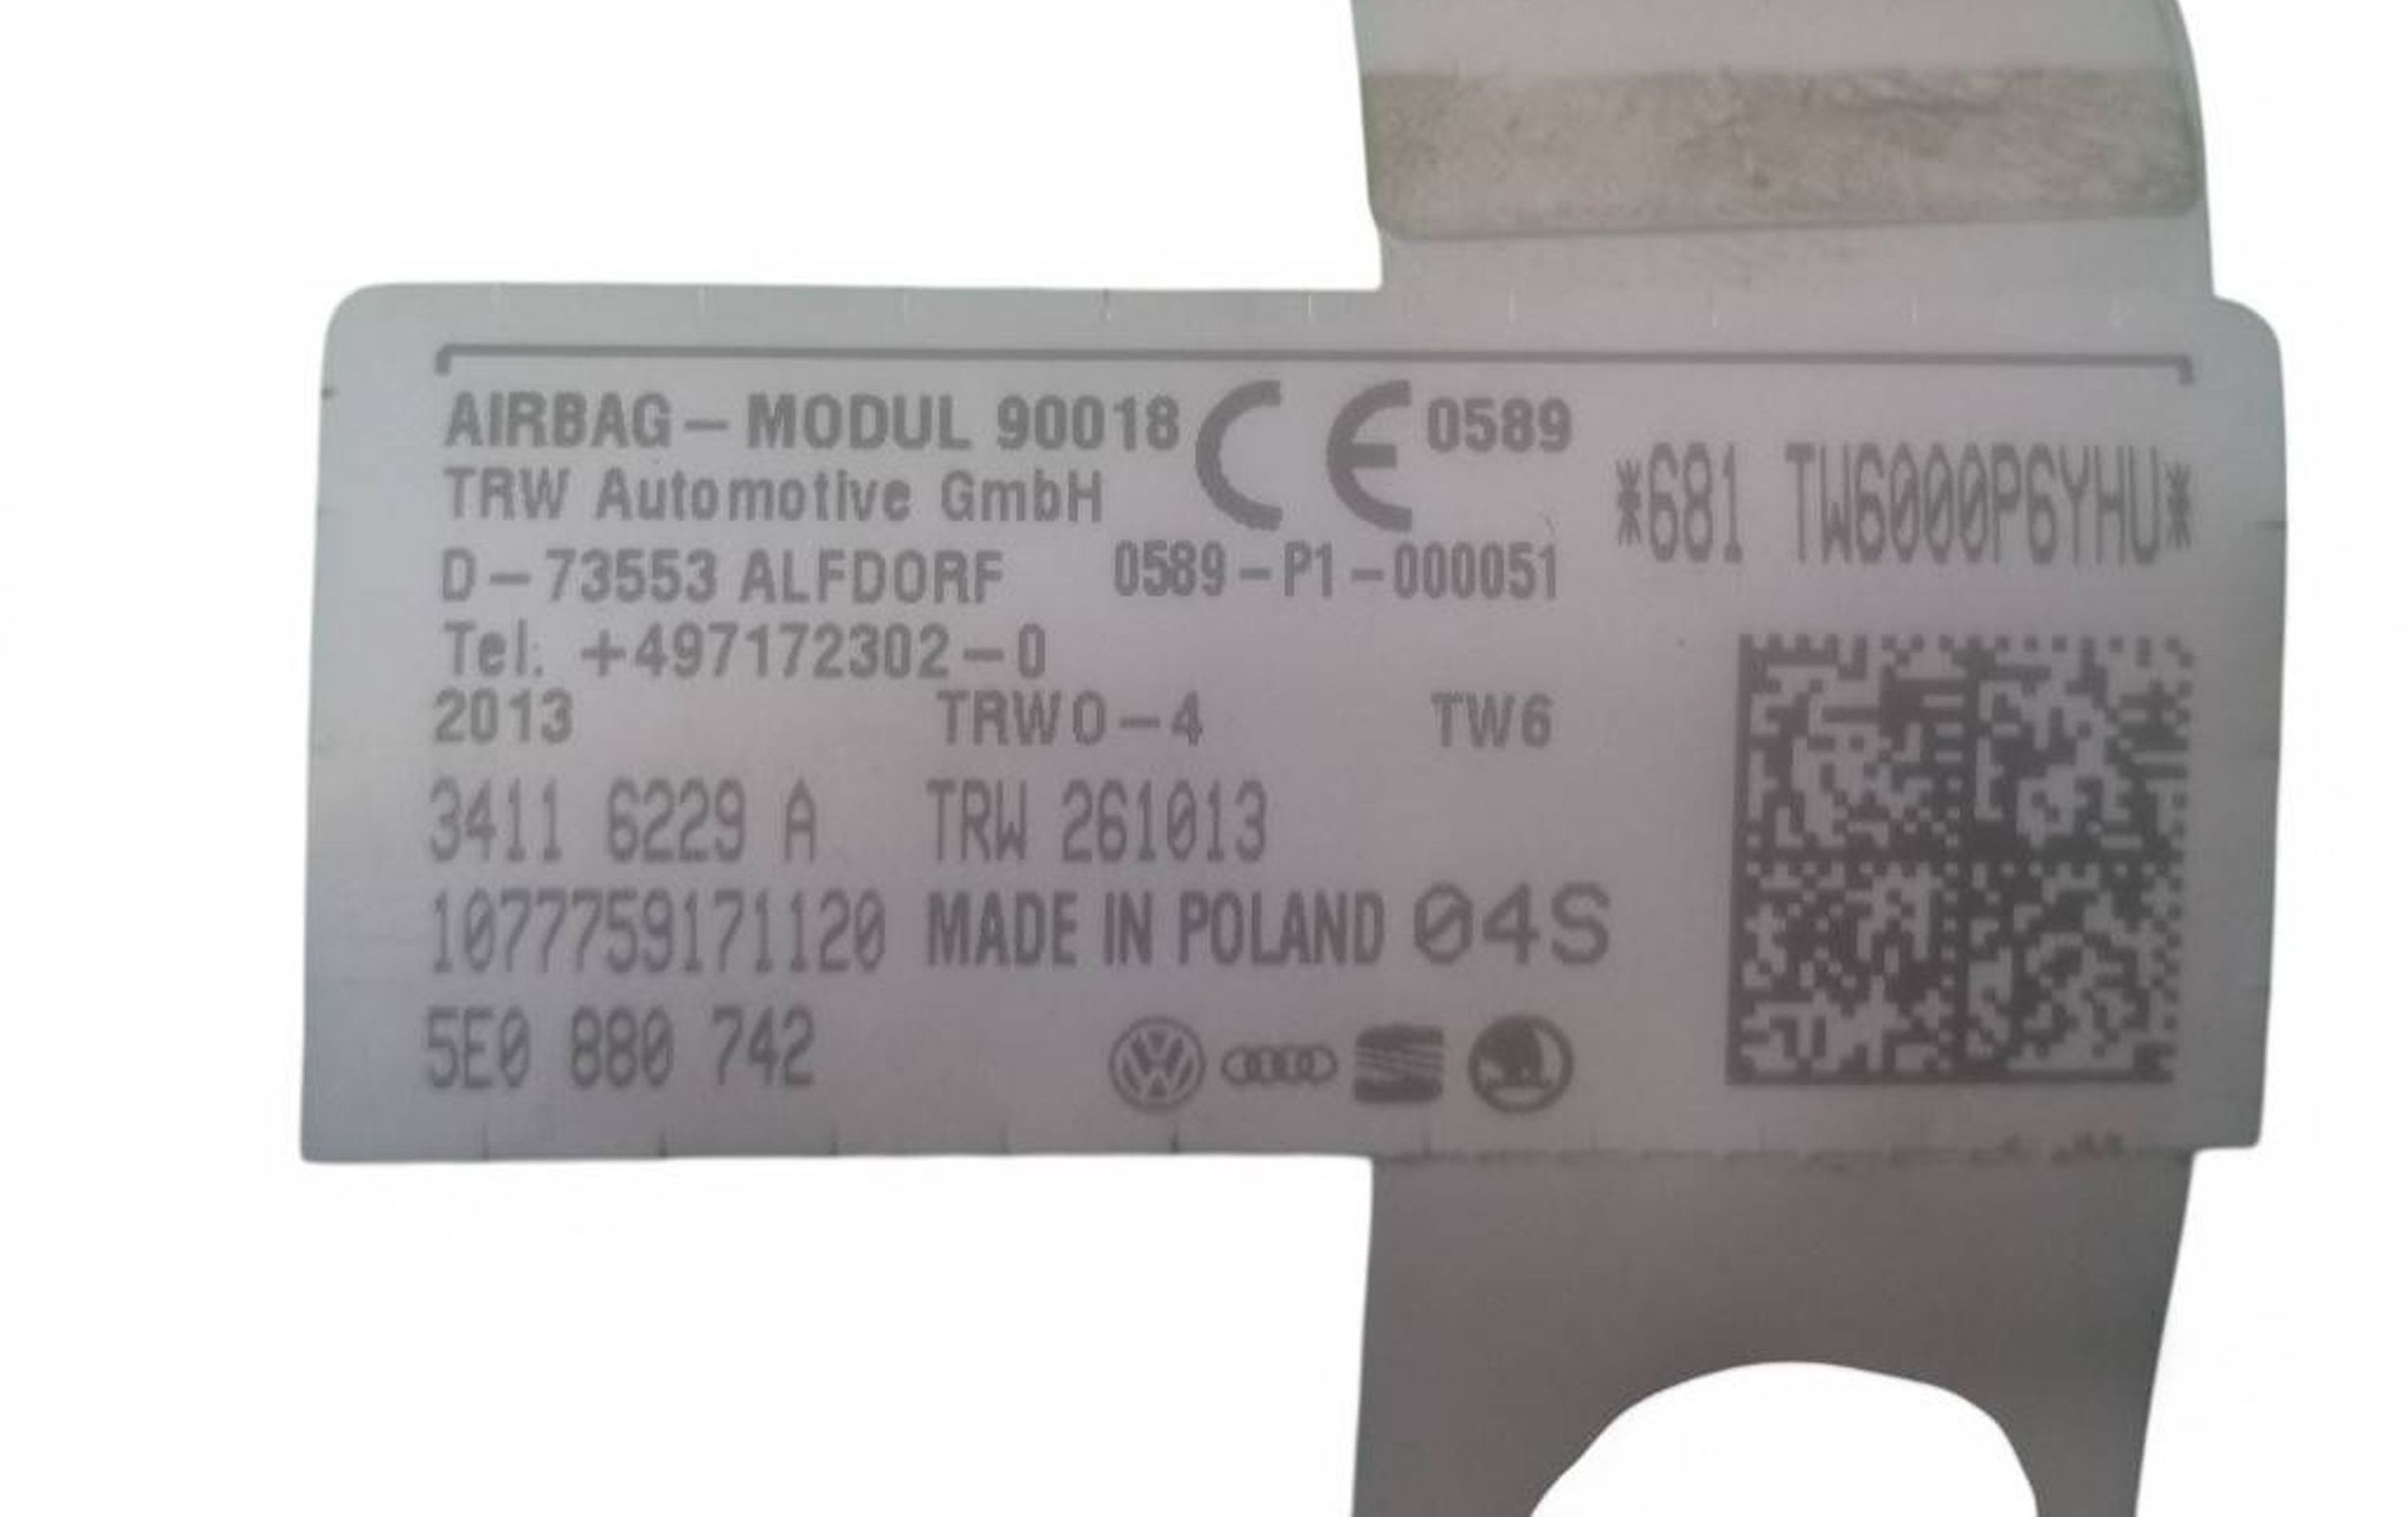 AIRBAG – MODUL 90018 CE 0589
TRW Automotive GmbH
*681 TW6000P6YHU*
D – 73553 ALFDORF 0589 – P1 – 000051
Tel. +497172302 – 0
2013 TRW0 – 4 TW6
3411 6229 A TRW 261013
1077759171120 MADE IN POLAND 04S
5E0 880 742